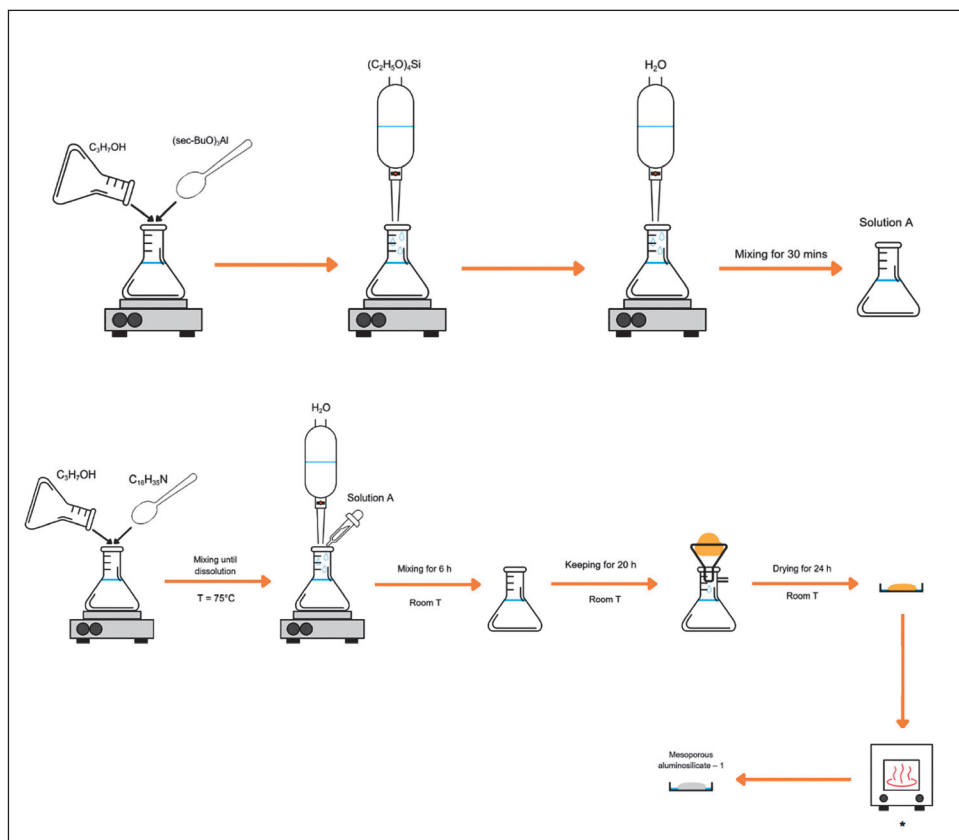 (C₂H₅O)₄Si
H₂O
C₃H₇OH
(sec-BuO)₃Al
Solution A
Mixing for 30 mins
H₂O
C₃H₇OH
C₁₆H₃₅N
Solution A
Mixing until
dissolution
T = 75°C
Mixing for 6 h
Room T
Keeping for 20 h
Room T
Drying for 24 h
Room T
Mesoporous
aluminosilicate – 1
*